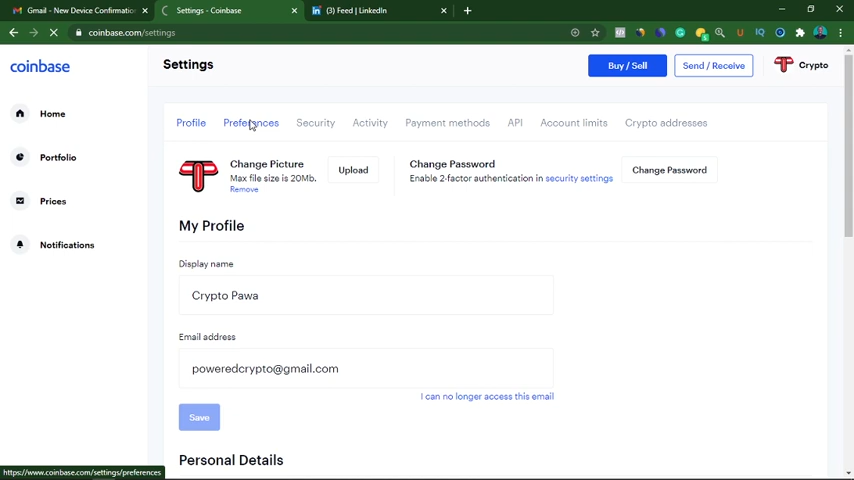 Gmail - New Device Confirmation
Settings - Coinbase
(3) Feed | LinkedIn
coinbase.com/settings
coinbase
Settings
Buy / Sell
Send / Receive
Crypto
Home
Portfolio
Prices
Notifications
Profile
Preferences
Security
Activity
Payment methods
API
Account limits
Crypto addresses
Change Picture
Max file size is 20Mb.
Remove
Upload
Change Password
Enable 2-factor authentication in security settings
Change Password
My Profile
Display name
Crypto Pawa
Email address
poweredcrypto@gmail.com
I can no longer access this email
Save
Personal Details
https://www.coinbase.com/settings/preferences